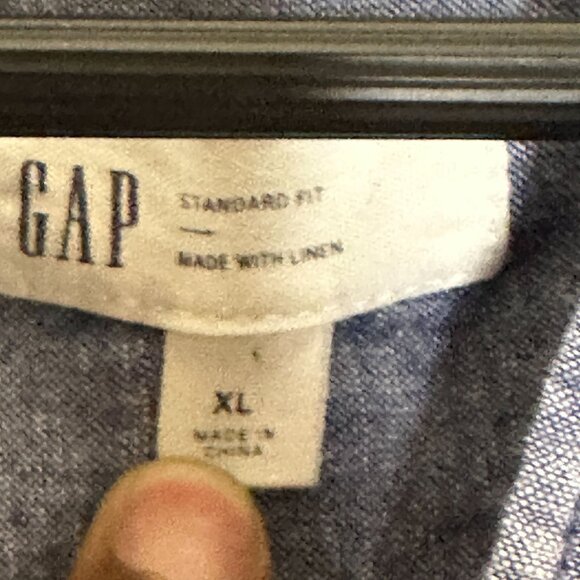 GAP
STANDARD FIT
—
MADE WITH LINEN
XL
MADE IN
CHINA